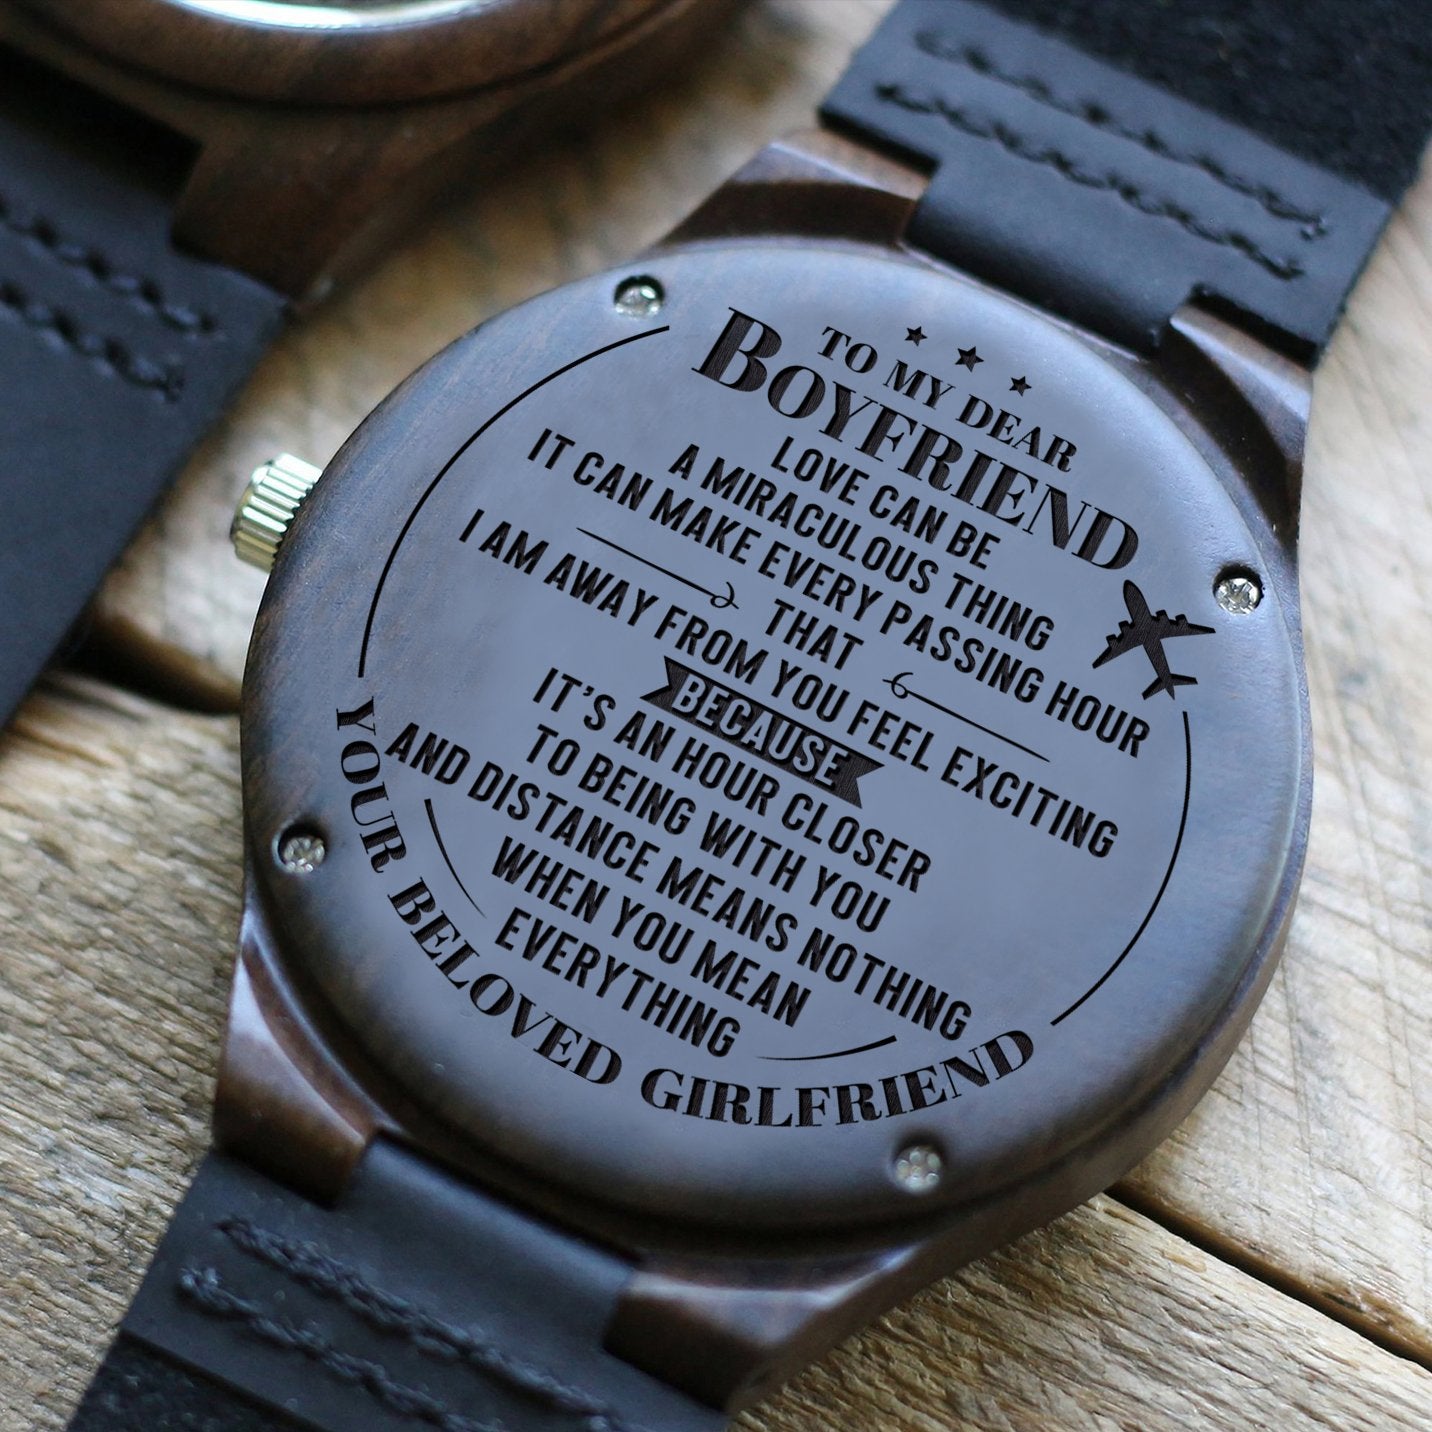 TO MY DEAR
BOYFRIEND
LOVE CAN BE
A MIRACULOUS THING
IT CAN MAKE EVERY PASSING HOUR
THAT
I AM AWAY FROM YOU FEEL EXCITING
BECAUSE
IT'S AN HOUR CLOSER
TO BEING WITH YOU
AND DISTANCE MEANS NOTHING
WHEN YOU MEAN
EVERYTHING
YOUR BELOVED GIRLFRIEND